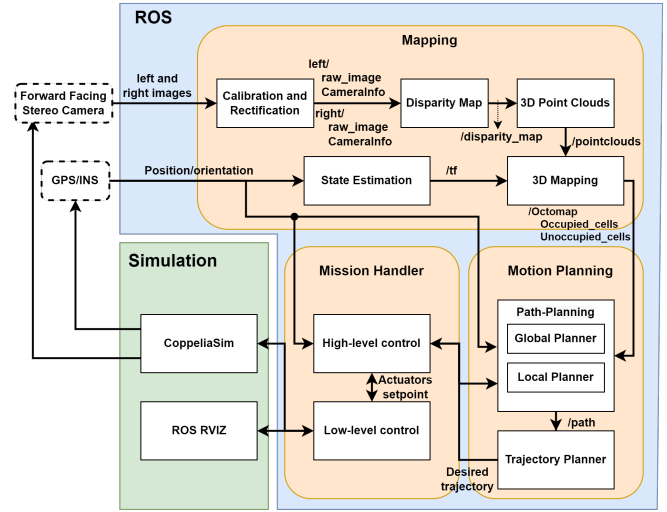 ROS
Mapping
Forward Facing
Stereo Camera
left and
right images
Calibration and
Rectification
left/
raw_image
CameraInfo
right/
raw_image
CameraInfo
Disparity Map
/disparity_map
3D Point Clouds
/pointclouds
GPS/INS
Position/orientation
State Estimation
/tf
3D Mapping
/Octomap
Occupied_cells
Unoccupied_cells
Simulation
CoppeliaSim
ROS RVIZ
Mission Handler
High-level control
Actuators
setpoint
Low-level control
Motion Planning
Path-Planning
Global Planner
Local Planner
/path
Trajectory Planner
Desired
trajectory